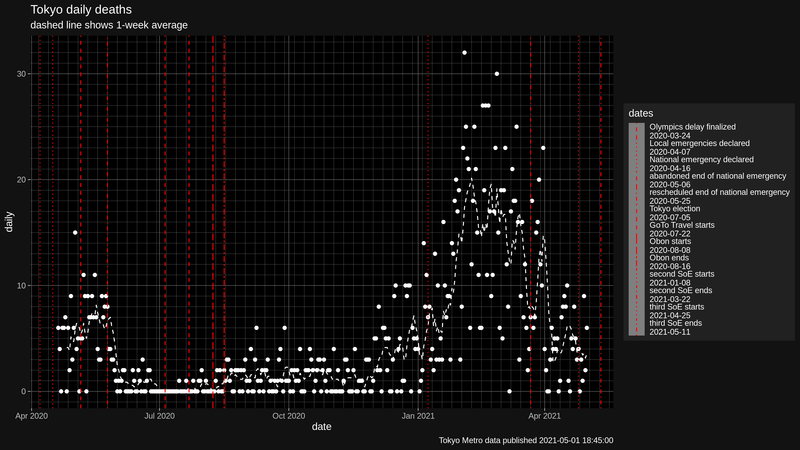 Tokyo daily deaths
dashed line shows 1-week average
daily
30
20
10
0
Apr 2020
Jul 2020
Oct 2020
Jan 2021
Apr 2021
date
dates
Olympics delay finalized
2020-03-24
Local emergencies declared
2020-04-07
National emergency declared
2020-04-16
abandoned end of national emergency
2020-05-06
rescheduled end of national emergency
2020-05-25
Tokyo election
2020-07-05
GoTo Travel starts
2020-07-22
Obon starts
2020-08-08
Obon ends
2020-08-16
second SoE starts
2021-01-08
second SoE ends
2021-03-22
third SoE starts
2021-04-25
third SoE ends
2021-05-11
Tokyo Metro data published 2021-05-01 18:45:00